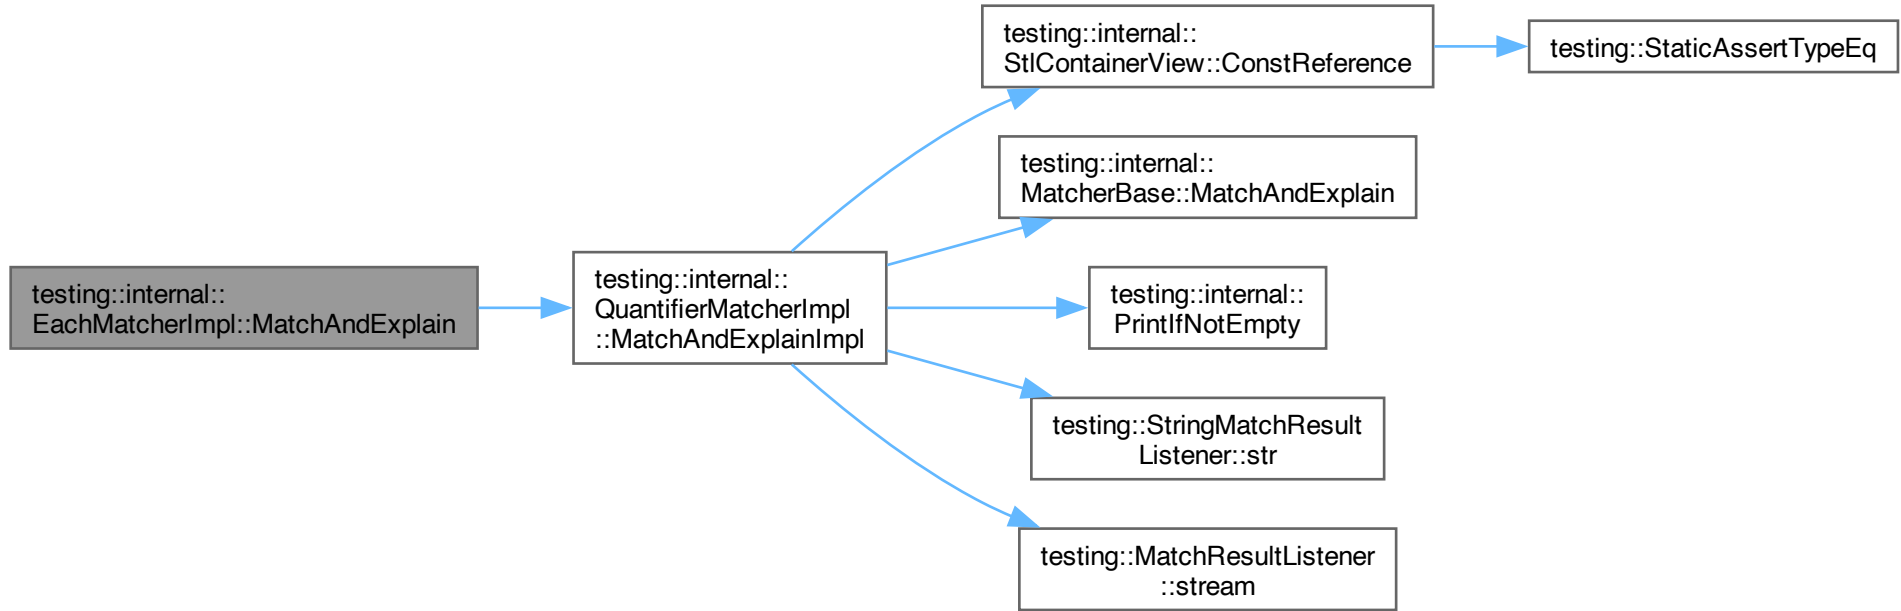 testing::internal::
EachMatcherImpl::MatchAndExplain
testing::internal::
QuantifierMatcherImpl
::MatchAndExplainImpl
testing::internal::
StlContainerView::ConstReference
testing::StaticAssertTypeEq
testing::internal::
MatcherBase::MatchAndExplain
testing::internal::
PrintIfNotEmpty
testing::StringMatchResult
Listener::str
testing::MatchResultListener
::stream